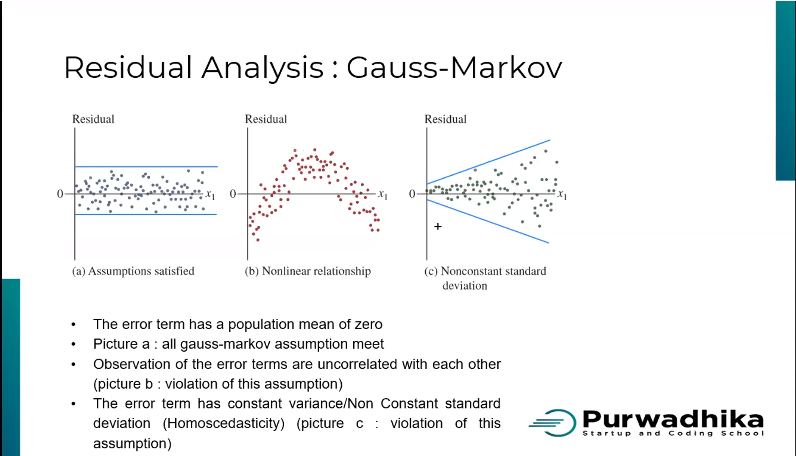 Residual Analysis : Gauss-Markov
Residual
Residual
Residual
0
x1
0
x1
0
x1
(a) Assumptions satisfied
(b) Nonlinear relationship
(c) Nonconstant standard
deviation
• The error term has a population mean of zero
• Picture a : all gauss-markov assumption meet
• Observation of the error terms are uncorrelated with each other
(picture b : violation of this assumption)
• The error term has constant variance/Non Constant standard
deviation (Homoscedasticity) (picture c : violation of this
assumption)
Purwadhika
Startup and Coding School